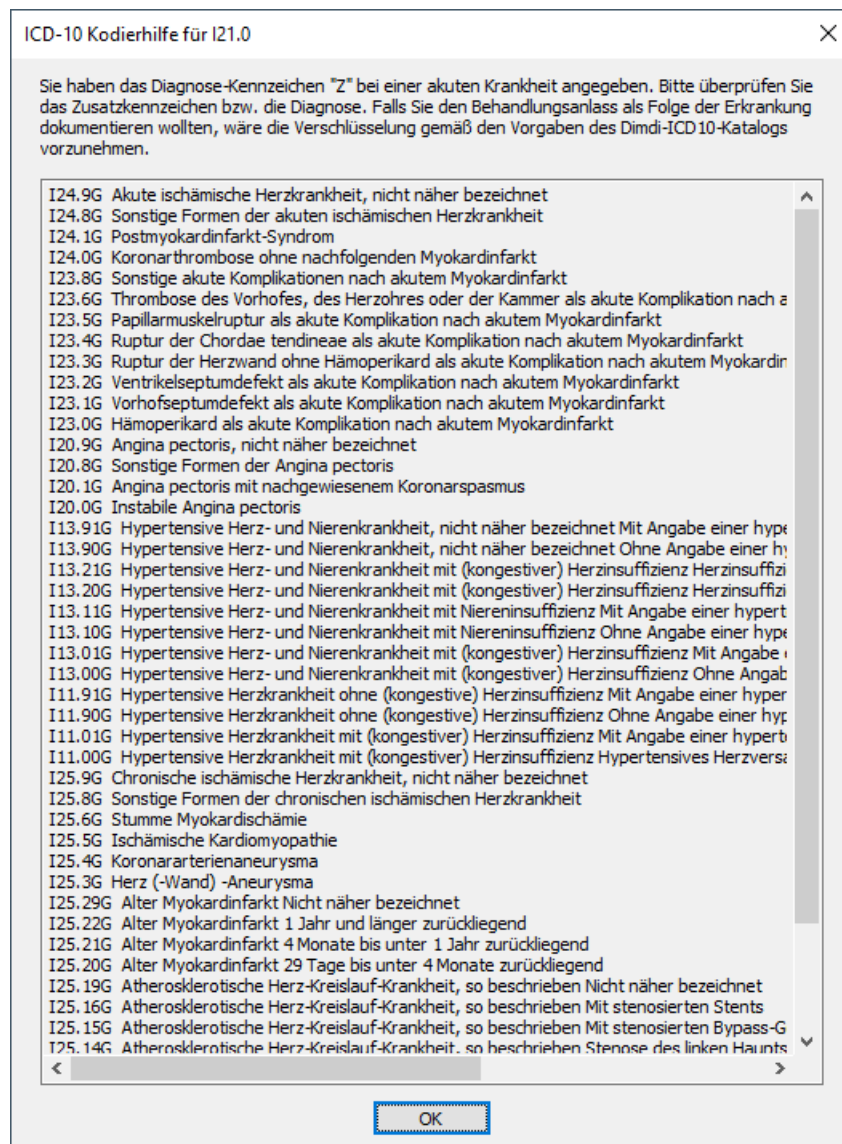 ICD-10 Kodierhilfe für I21.0
Sie haben das Diagnose-Kennzeichen "Z" bei einer akuten Krankheit angegeben. Bitte überprüfen Sie
das Zusatzkennzeichen bzw. die Diagnose. Falls Sie den Behandlungsanlass als Folge der Erkrankung
dokumentieren wollten, wäre die Verschlüsselung gemäß den Vorgaben des Dimdi-ICD10-Katalogs
vorzunehmen.
I24.9G Akute ischämische Herzkrankheit, nicht näher bezeichnet
I24.8G Sonstige Formen der akuten ischämischen Herzkrankheit
I24.1G Postmyokardinfarkt-Syndrom
I24.0G Koronarthrombose ohne nachfolgenden Myokardinfarkt
I23.8G Sonstige akute Komplikationen nach akutem Myokardinfarkt
I23.6G Thrombose des Vorhofes, des Herzohres oder der Kammer als akute Komplikation nach a
I23.5G Papillarmuskelruptur als akute Komplikation nach akutem Myokardinfarkt
I23.4G Ruptur der Chordae tendineae als akute Komplikation nach akutem Myokardinfarkt
I23.3G Ruptur der Herzwand ohne Hämoperikard als akute Komplikation nach akutem Myokardin
I23.2G Ventrikelseptumdefekt als akute Komplikation nach akutem Myokardinfarkt
I23.1G Vorhofseptumdefekt als akute Komplikation nach akutem Myokardinfarkt
I23.0G Hämoperikard als akute Komplikation nach akutem Myokardinfarkt
I20.9G Angina pectoris, nicht näher bezeichnet
I20.8G Sonstige Formen der Angina pectoris
I20.1G Angina pectoris mit nachgewiesenem Koronarspasmus
I20.0G Instabile Angina pectoris
I13.91G Hypertensive Herz- und Nierenkrankheit, nicht näher bezeichnet Mit Angabe einer hype
I13.90G Hypertensive Herz- und Nierenkrankheit, nicht näher bezeichnet Ohne Angabe einer hy
I13.21G Hypertensive Herz- und Nierenkrankheit mit (kongestiver) Herzinsuffizienz Herzinsuffizi
I13.20G Hypertensive Herz- und Nierenkrankheit mit (kongestiver) Herzinsuffizienz Herzinsuffizi
I13.11G Hypertensive Herz- und Nierenkrankheit mit Niereninsuffizienz Mit Angabe einer hypert
I13.10G Hypertensive Herz- und Nierenkrankheit mit Niereninsuffizienz Ohne Angabe einer hype
I13.01G Hypertensive Herz- und Nierenkrankheit mit (kongestiver) Herzinsuffizienz Mit Angabe
I13.00G Hypertensive Herz- und Nierenkrankheit mit (kongestiver) Herzinsuffizienz Ohne Angab
I11.91G Hypertensive Herzkrankheit ohne (kongestive) Herzinsuffizienz Mit Angabe einer hyper
I11.90G Hypertensive Herzkrankheit ohne (kongestive) Herzinsuffizienz Ohne Angabe einer hyp
I11.01G Hypertensive Herzkrankheit mit (kongestiver) Herzinsuffizienz Mit Angabe einer hyperte
I11.00G Hypertensive Herzkrankheit mit (kongestiver) Herzinsuffizienz Hypertensives Herzversa
I25.9G Chronische ischämische Herzkrankheit, nicht näher bezeichnet
I25.8G Sonstige Formen der chronischen ischämischen Herzkrankheit
I25.6G Stumme Myokardischämie
I25.5G Ischämische Kardiomyopathie
I25.4G Koronararterienaneurysma
I25.3G Herz (-Wand) -Aneurysma
I25.29G Alter Myokardinfarkt Nicht näher bezeichnet
I25.22G Alter Myokardinfarkt 1 Jahr und länger zurückliegend
I25.21G Alter Myokardinfarkt 4 Monate bis unter 1 Jahr zurückliegend
I25.20G Alter Myokardinfarkt 29 Tage bis unter 4 Monate zurückliegend
I25.19G Atherosklerotische Herz-Kreislauf-Krankheit, so beschrieben Nicht näher bezeichnet
I25.16G Atherosklerotische Herz-Kreislauf-Krankheit, so beschrieben Mit stenosierten Stents
I25.15G Atherosklerotische Herz-Kreislauf-Krankheit, so beschrieben Mit stenosierten Bypass-G
I25.14G Atherosklerotische Herz-Kreislauf-Krankheit, so beschrieben Stenose des linken Haupts
OK